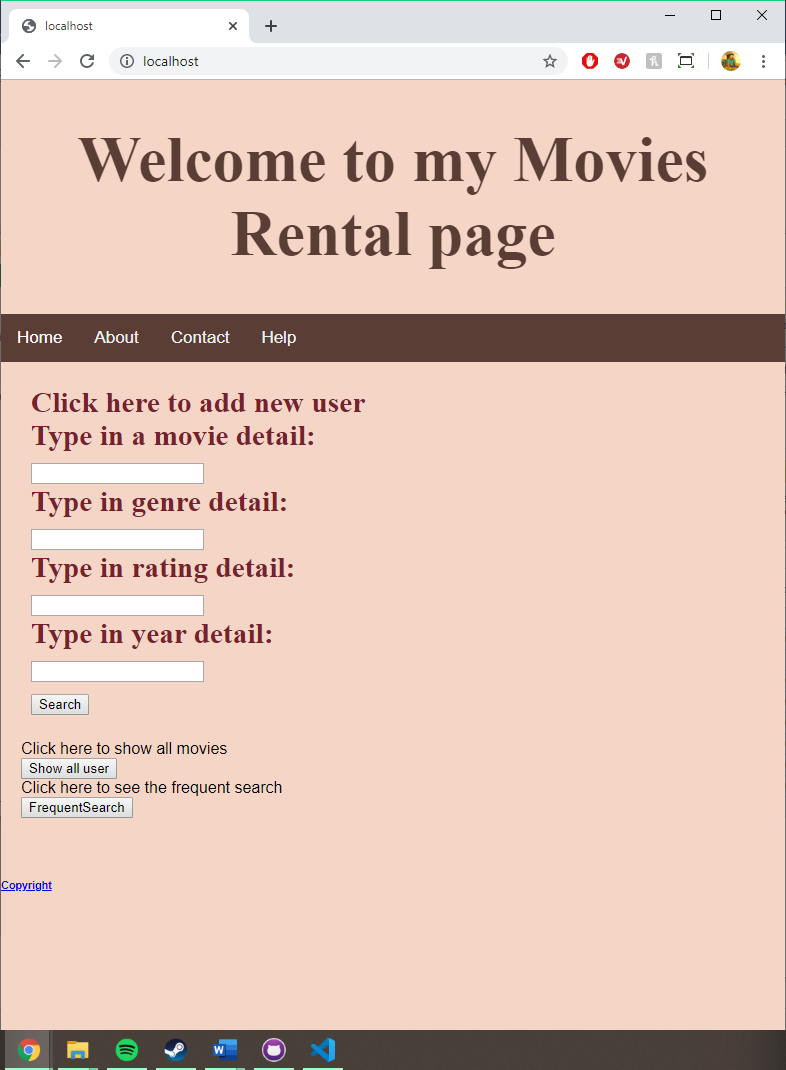 localhost
localhost
Welcome to my Movies
Rental page
Home About Contact Help
Click here to add new user
Type in a movie detail:
Type in genre detail:
Type in rating detail:
Type in year detail:
Search
Click here to show all movies
Show all user
Click here to see the frequent search
FrequentSearch
Copyright